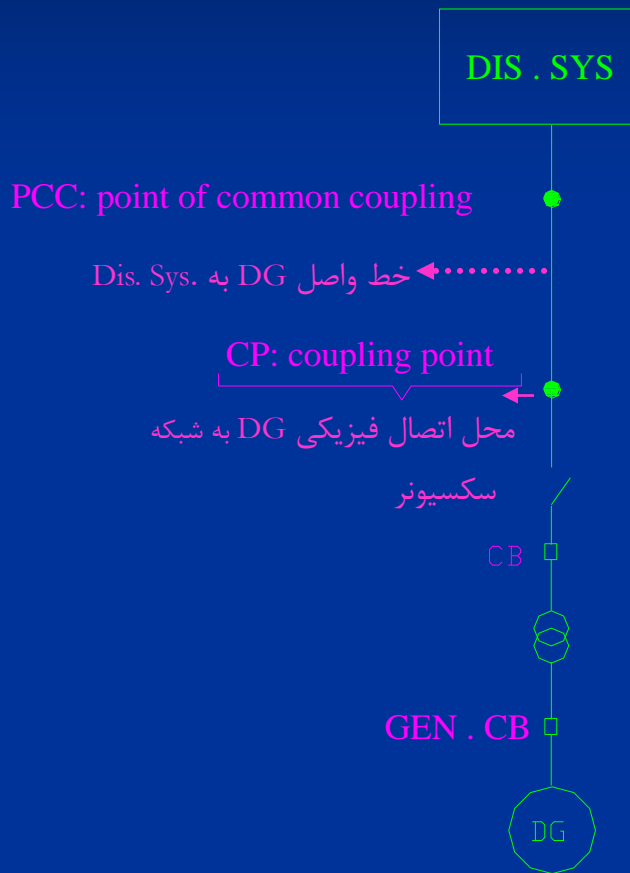 DIS . SYS
PCC: point of common coupling
خط واصل DG به Dis. Sys.
CP: coupling point
محل اتصال فیزیکی DG به شبکه
سکسیونر
CB
GEN . CB
DG